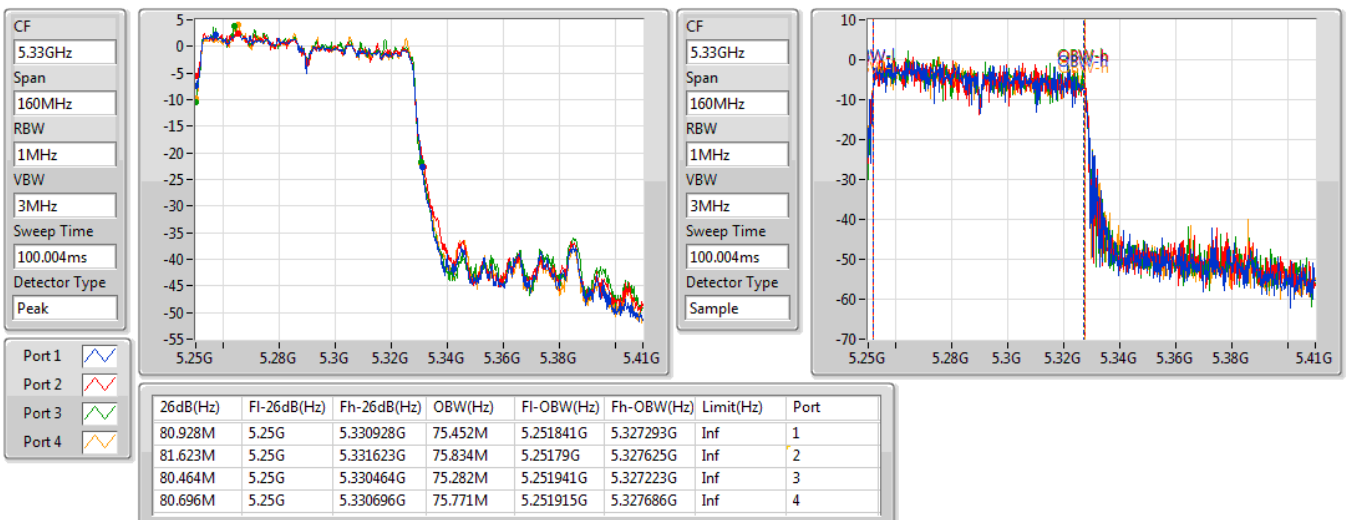 CF
5.33GHz
Span
160MHz
RBW
1MHz
VBW
3MHz
Sweep Time
100.004ms
Detector Type
Peak
5
0
-5
-10
-15
-20
-25
-30
-35
-40
-45
-50
-55
5.25G 5.28G 5.3G 5.32G 5.34G 5.36G 5.38G 5.41G
CF
5.33GHz
Span
160MHz
RBW
1MHz
VBW
3MHz
Sweep Time
100.004ms
Detector Type
Sample
10
0
-10
-20
-30
-40
-50
-60
-70
OBW-h
5.25G 5.28G 5.3G 5.32G 5.34G 5.36G 5.38G 5.41G
Port 1
Port 2
Port 3
Port 4
26dB(Hz) Fl-26dB(Hz) Fh-26dB(Hz) OBW(Hz) Fl-OBW(Hz) Fh-OBW(Hz) Limit(Hz) Port
80.928M 5.25G 5.330928G 75.452M 5.251841G 5.327293G Inf 1
81.623M 5.25G 5.331623G 75.834M 5.25179G 5.327625G Inf 2
80.464M 5.25G 5.330464G 75.282M 5.251941G 5.327223G Inf 3
80.696M 5.25G 5.330696G 75.771M 5.251915G 5.327686G Inf 4